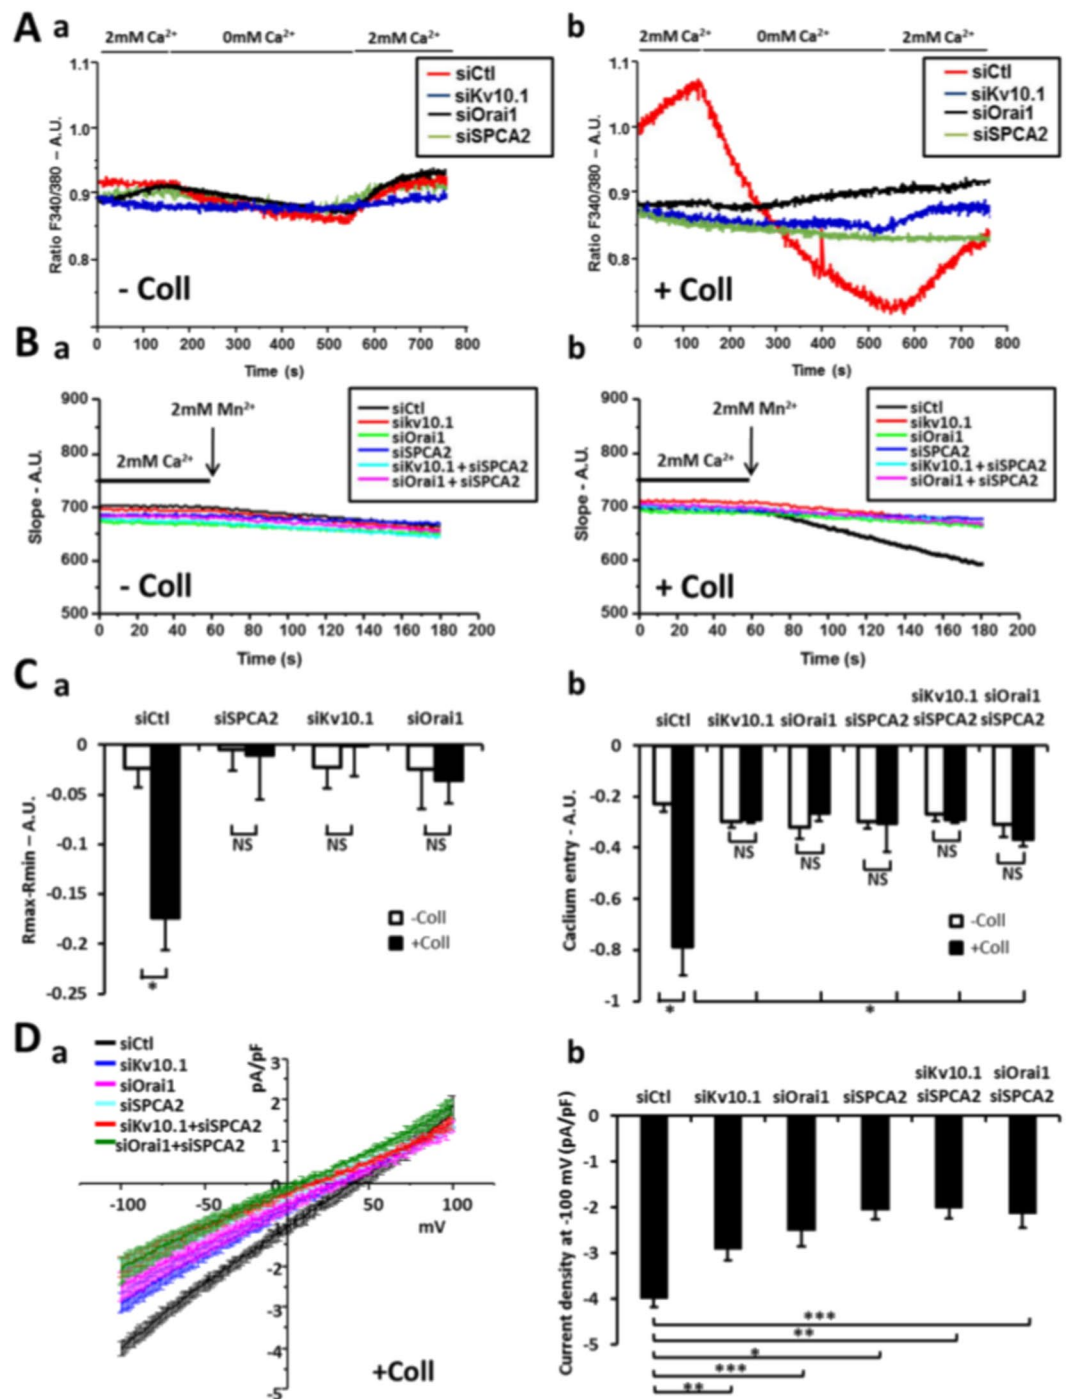 A a
2mM Ca²⁺ 0mM Ca²⁺ 2mM Ca²⁺
siCtl
siKv10.1
siOrai1
siSPCA2
1.1
1.0
0.9
0.8
Ratio F340/380 – A.U.
- Coll
0 100 200 300 400 500 600 700 800
Time (s)
b
2mM Ca²⁺ 0mM Ca²⁺ 2mM Ca²⁺
siCtl
siKv10.1
siOrai1
siSPCA2
1.1
1.0
0.9
0.8
Ratio F340/380 – A.U.
+ Coll
0 100 200 300 400 500 600 700 800
Time (s)
B a
900
800
700
600
500
Slope - A.U.
2mM Mn²⁺
2mM Ca²⁺
siCtl
sikv10.1
siOrai1
siSPCA2
siKv10.1 + siSPCA2
siOrai1 + siSPCA2
- Coll
0 20 40 60 80 100 120 140 160 180 200
Time (s)
b
900
800
700
600
500
Slope - A.U.
2mM Mn²⁺
2mM Ca²⁺
siCtl
sikv10.1
siOrai1
siSPCA2
siKv10.1 + siSPCA2
siOrai1 + siSPCA2
+ Coll
0 20 40 60 80 100 120 140 160 180 200
Time (s)
C a
siCtl siSPCA2 siKv10.1 siOrai1
0
-0.05
-0.1
-0.15
-0.2
-0.25
Rmax-Rmin – A.U.
NS NS NS
-Coll
+Coll
*
b
siKv10.1 siOrai1
siCtl siKv10.1 siOrai1 siSPCA2 siSPCA2 siSPCA2
0
-0.2
-0.4
-0.6
-0.8
-1
Caclium entry - A.U.
NS NS NS NS NS
-Coll
+Coll
* *
D a
siCtl
siKv10.1
siOrai1
siSPCA2
siKv10.1+siSPCA2
siOrai1+siSPCA2
pA/pF
3
2
1
0
-1
-2
-3
-4
-5
-100 -50 50 100
mV
+Coll
b
siKv10.1 siOrai1
siCtl siKv10.1 siOrai1 siSPCA2 siSPCA2 siSPCA2
0
-1
-2
-3
-4
-5
Current density at -100 mV (pA/pF)
***
**
*
***
**